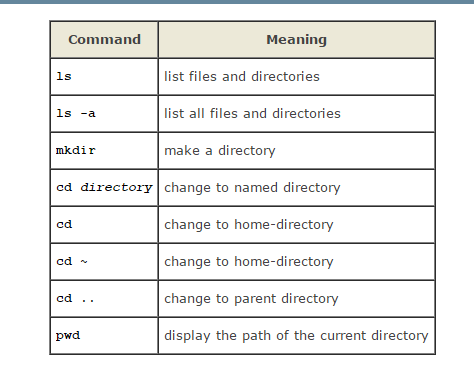 Command Meaning
ls list files and directories
ls -a list all files and directories
mkdir make a directory
cd directory change to named directory
cd change to home-directory
cd ~ change to home-directory
cd .. change to parent directory
pwd display the path of the current directory